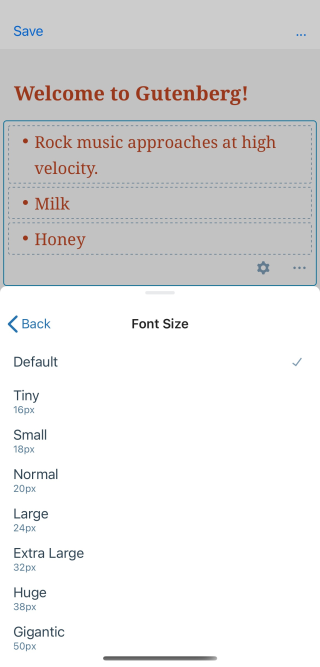 Save
...
Welcome to Gutenberg!
• Rock music approaches at high
velocity.
• Milk
• Honey
Back
Font Size
Default
Tiny
16px
Small
18px
Normal
20px
Large
24px
Extra Large
32px
Huge
38px
Gigantic
50px